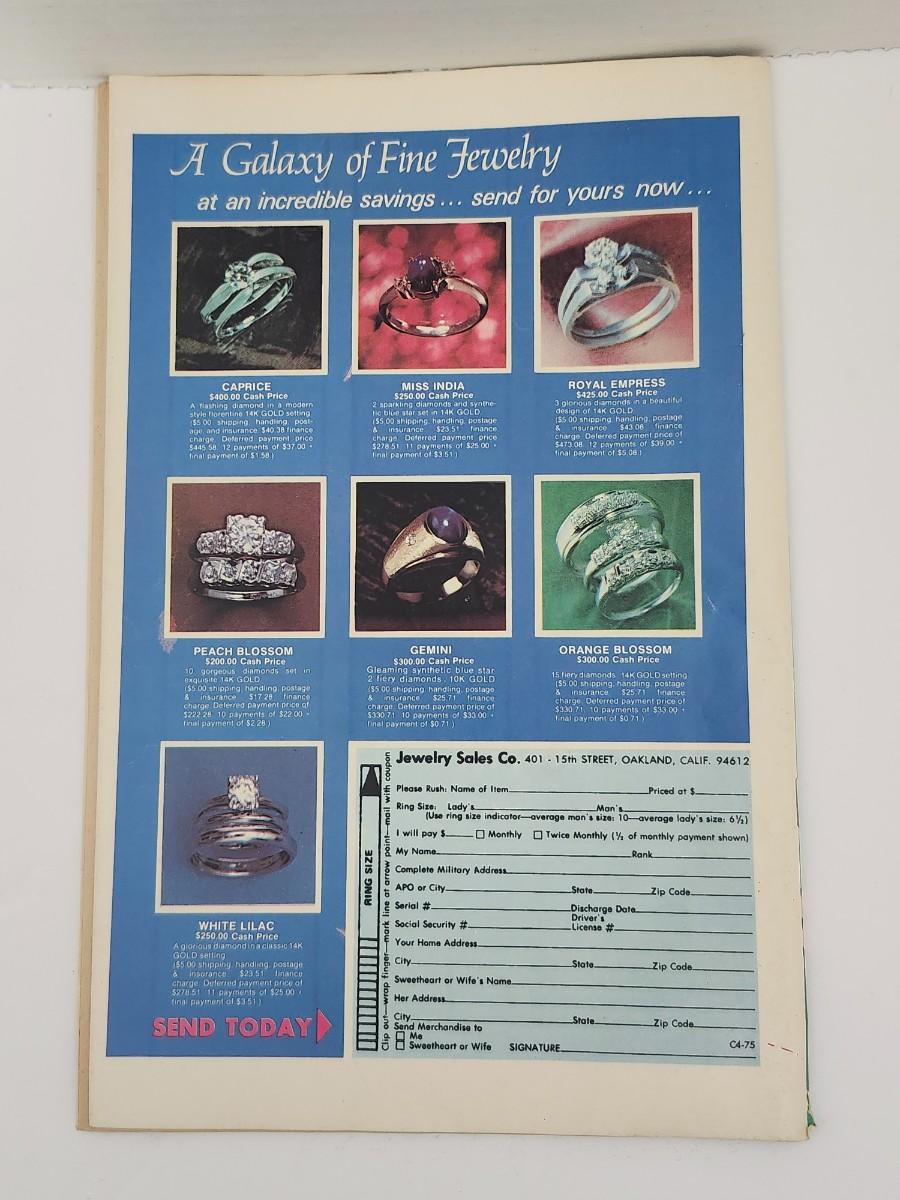 A Galaxy of Fine Jewelry
at an incredible savings... send for yours now...
CAPRICE
$400.00 Cash Price
A flashing diamond in a modern
style florentine 14K GOLD setting.
($5.00 shipping, handling, post-
age, and insurance. $40.38 finance
charge. Deferred payment price
$445.58. 12 payments of $37.00 +
final payment of $1.58.)
MISS INDIA
$250.00 Cash Price
2 sparkling diamonds and synthe-
tic blue star set in 14K GOLD.
($5.00 shipping, handling, postage
& insurance. $23.51 finance
charge. Deferred payment price
$278.51. 11 payments of $25.00 +
final payment of $3.51.)
ROYAL EMPRESS
$425.00 Cash Price
3 glorious diamonds in a beautiful
design of 14K GOLD.
($5.00 shipping, handling, postage
& insurance. $43.08 finance
charge. Deferred payment price of
$473.08. 12 payments of $39.00 +
final payment of $5.08.)
PEACH BLOSSOM
$200.00 Cash Price
10 gorgeous diamonds set in
exquisite 14K GOLD.
($5.00 shipping, handling, postage
& insurance. $17.28 finance
charge. Deferred payment price of
$222.28. 10 payments of $22.00 +
final payment of $2.28.)
GEMINI
$300.00 Cash Price
Gleaming synthetic blue star
2 fiery diamonds. 10K GOLD
($5.00 shipping, handling, postage
& insurance. $25.71 finance
charge. Deferred payment price of
$330.71. 10 payments of $33.00 +
final payment of $0.71.)
ORANGE BLOSSOM
$300.00 Cash Price
15 fiery diamonds. 14K GOLD setting
($5.00 shipping, handling, postage
& insurance. $25.71 finance
charge. Deferred payment price of
$330.71. 10 payments of $33.00 +
final payment of $0.71.)
WHITE LILAC
$250.00 Cash Price
A glorious diamond in a classic 14K
GOLD setting
($5.00 shipping, handling, postage
& insurance. $23.51 finance
charge. Deferred payment price of
$278.51. 11 payments of $25.00 +
final payment of $3.51.)
SEND TODAY
RING SIZE
Clip out—wrap finger—mark line at arrow point—mail with coupon
Jewelry Sales Co. 401 - 15th STREET, OAKLAND, CALIF. 94612
Please Rush: Name of Item Priced at $
Ring Size: Lady's Man's
(Use ring size indicator—average man's size: 10—average lady's size: 6½)
I will pay $ Monthly Twice Monthly (½ of monthly payment shown)
My Name Rank
Complete Military Address
APO or City State Zip Code
Serial # Discharge Date
Social Security # Driver's License #
Your Home Address
City State Zip Code
Sweetheart or Wife's Name
Her Address
City State Zip Code
Send Merchandise to
Me
Sweetheart or Wife SIGNATURE C4-75